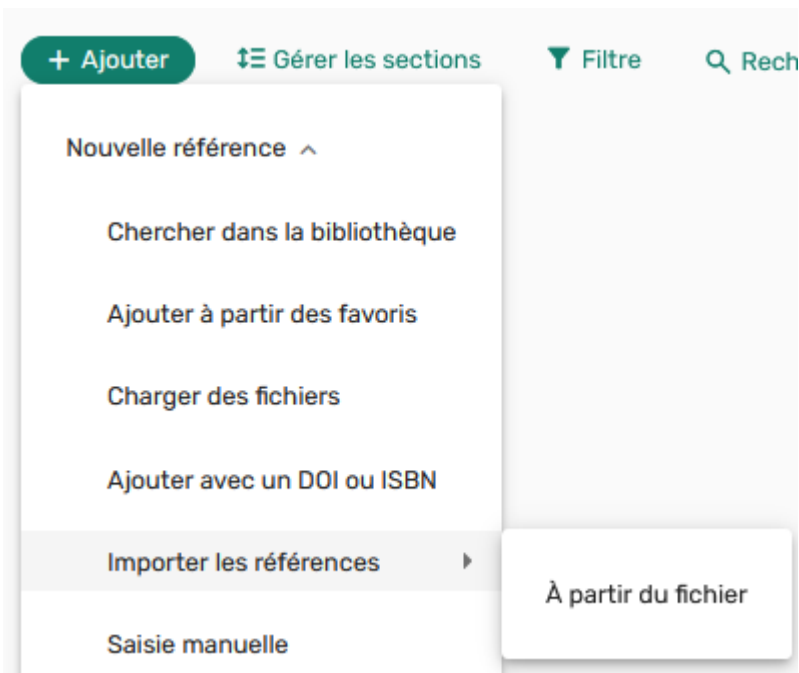 + Ajouter
Gérer les sections
Filtre
Rech
Nouvelle référence
Chercher dans la bibliothèque
Ajouter à partir des favoris
Charger des fichiers
Ajouter avec un DOI ou ISBN
Importer les références
À partir du fichier
Saisie manuelle